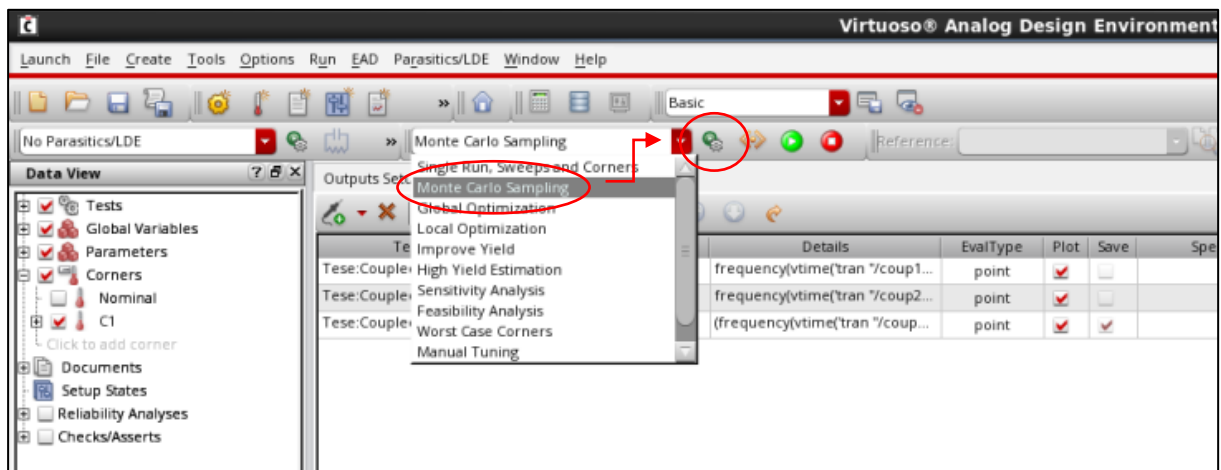 Virtuoso® Analog Design Environment
Launch File Create Tools Options Run EAD Parasitics/LDE Window Help
» Basic
No Parasitics/LDE » Monte Carlo Sampling Reference:
Data View ? Outputs Setu
Single Run, Sweeps and Corners
Monte Carlo Sampling
Global Optimization
Local Optimization
Improve Yield
High Yield Estimation
Sensitivity Analysis
Feasibility Analysis
Worst Case Corners
Manual Tuning
Tests
Global Variables
Parameters
Corners
Nominal
C1
Click to add corner
Documents
Setup States
Reliability Analyses
Checks/Asserts
Te Details EvalType Plot Save Spe
Tese:Couple frequency(vtime('tran "/coup1... point
Tese:Couple frequency(vtime('tran "/coup2... point
Tese:Couple (frequency(vtime('tran "/coup... point